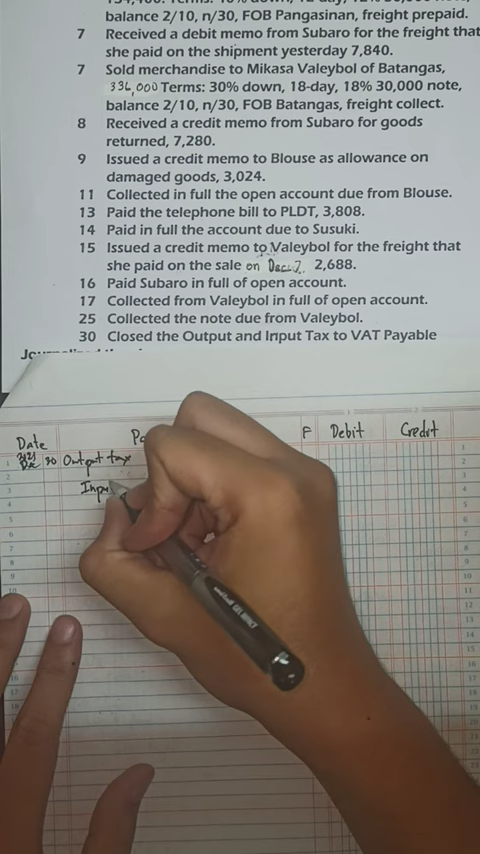 balance 2/10, n/30, FOB Pangasinan, freight prepaid.
7 Received a debit memo from Subaro for the freight that
she paid on the shipment yesterday 7,840.
7 Sold merchandise to Mikasa Valeybol of Batangas,
336,000 Terms: 30% down, 18-day, 18% 30,000 note,
balance 2/10, n/30, FOB Batangas, freight collect.
8 Received a credit memo from Subaro for goods
returned, 7,280.
9 Issued a credit memo to Blouse as allowance on
damaged goods, 3,024.
11 Collected in full the open account due from Blouse.
13 Paid the telephone bill to PLDT, 3,808.
14 Paid in full the account due to Susuki.
15 Issued a credit memo to Valeybol for the freight that
she paid on the sale on Dec. 7, 2,688.
16 Paid Subaro in full of open account.
17 Collected from Valeybol in full of open account.
25 Collected the note due from Valeybol.
30 Closed the Output and Input Tax to VAT Payable
Date F Debit Credit
2021
Dec 30 Output tax
Inpu